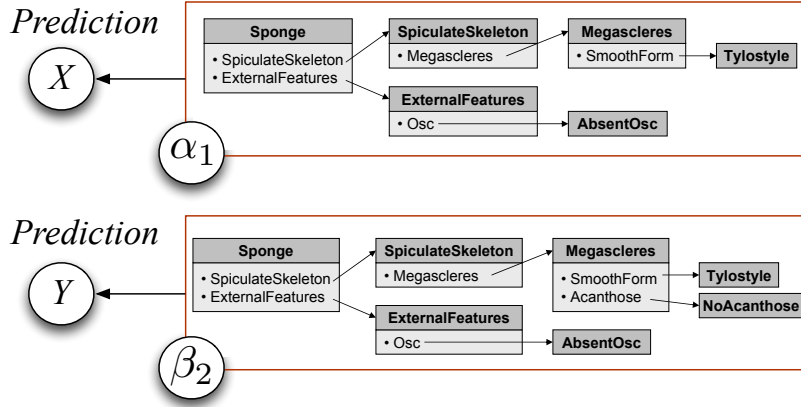 Prediction
X
α1
Sponge
• SpiculateSkeleton
• ExternalFeatures
SpiculateSkeleton
• Megascleres
Megascleres
• SmoothForm
Tylostyle
ExternalFeatures
• Osc
AbsentOsc
Prediction
Y
β2
Sponge
• SpiculateSkeleton
• ExternalFeatures
SpiculateSkeleton
• Megascleres
Megascleres
• SmoothForm
• Acanthose
Tylostyle
NoAcanthose
ExternalFeatures
• Osc
AbsentOsc